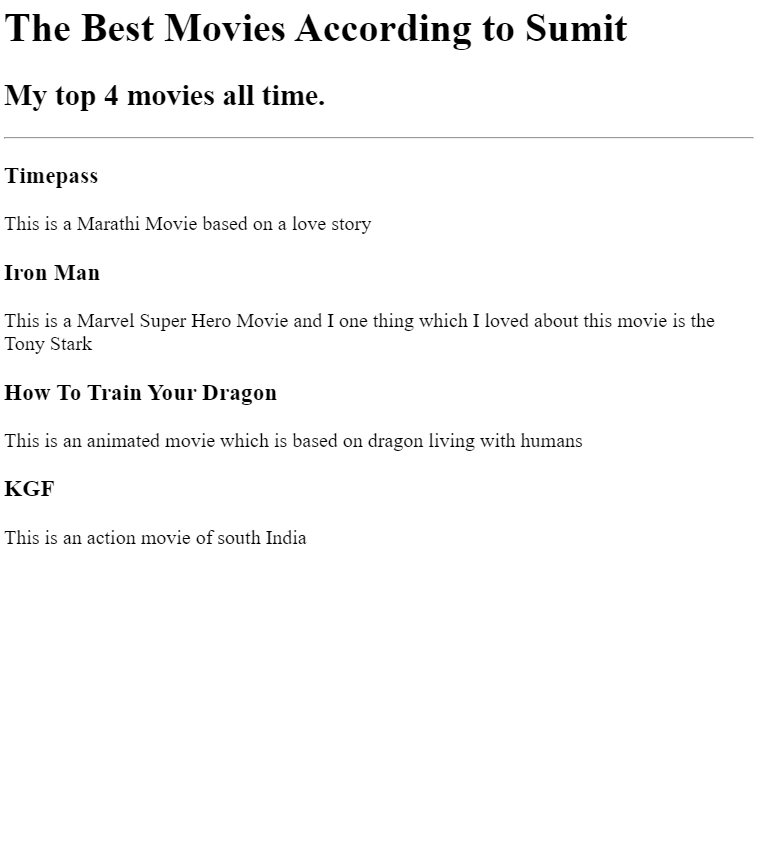 The Best Movies According to Sumit
My top 4 movies all time.
Timepass
This is a Marathi Movie based on a love story
Iron Man
This is a Marvel Super Hero Movie and I one thing which I loved about this movie is the
Tony Stark
How To Train Your Dragon
This is an animated movie which is based on dragon living with humans
KGF
This is an action movie of south India